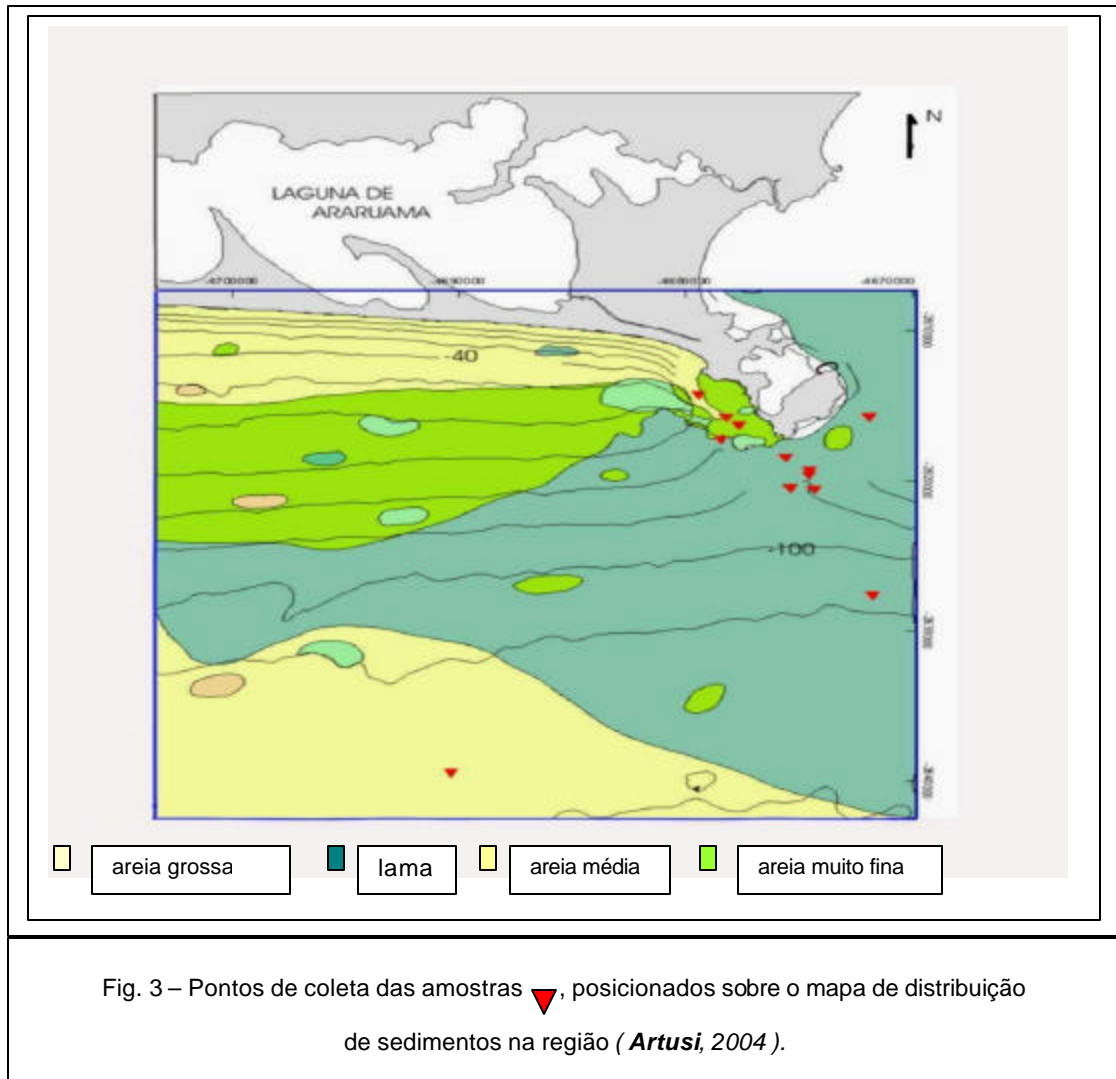 N
LAGUNA DE
ARARUAMA
-40
-100
areia grossa
lama
areia média
areia muito fina
Fig. 3 – Pontos de coleta das amostras , posicionados sobre o mapa de distribuição
de sedimentos na região ( Artusi, 2004 ).